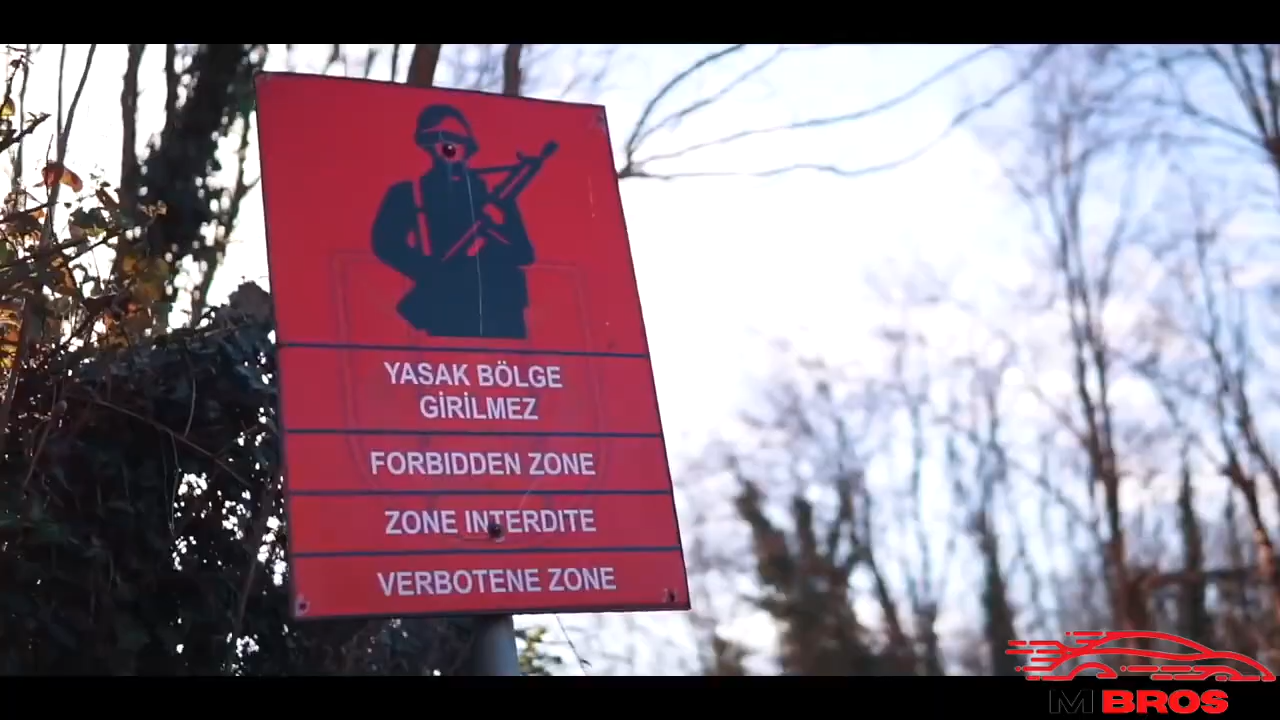 YASAK BÖLGE
GİRİLMEZ
FORBIDDEN ZONE
ZONE INTERDITE
VERBOTENE ZONE
M BROS